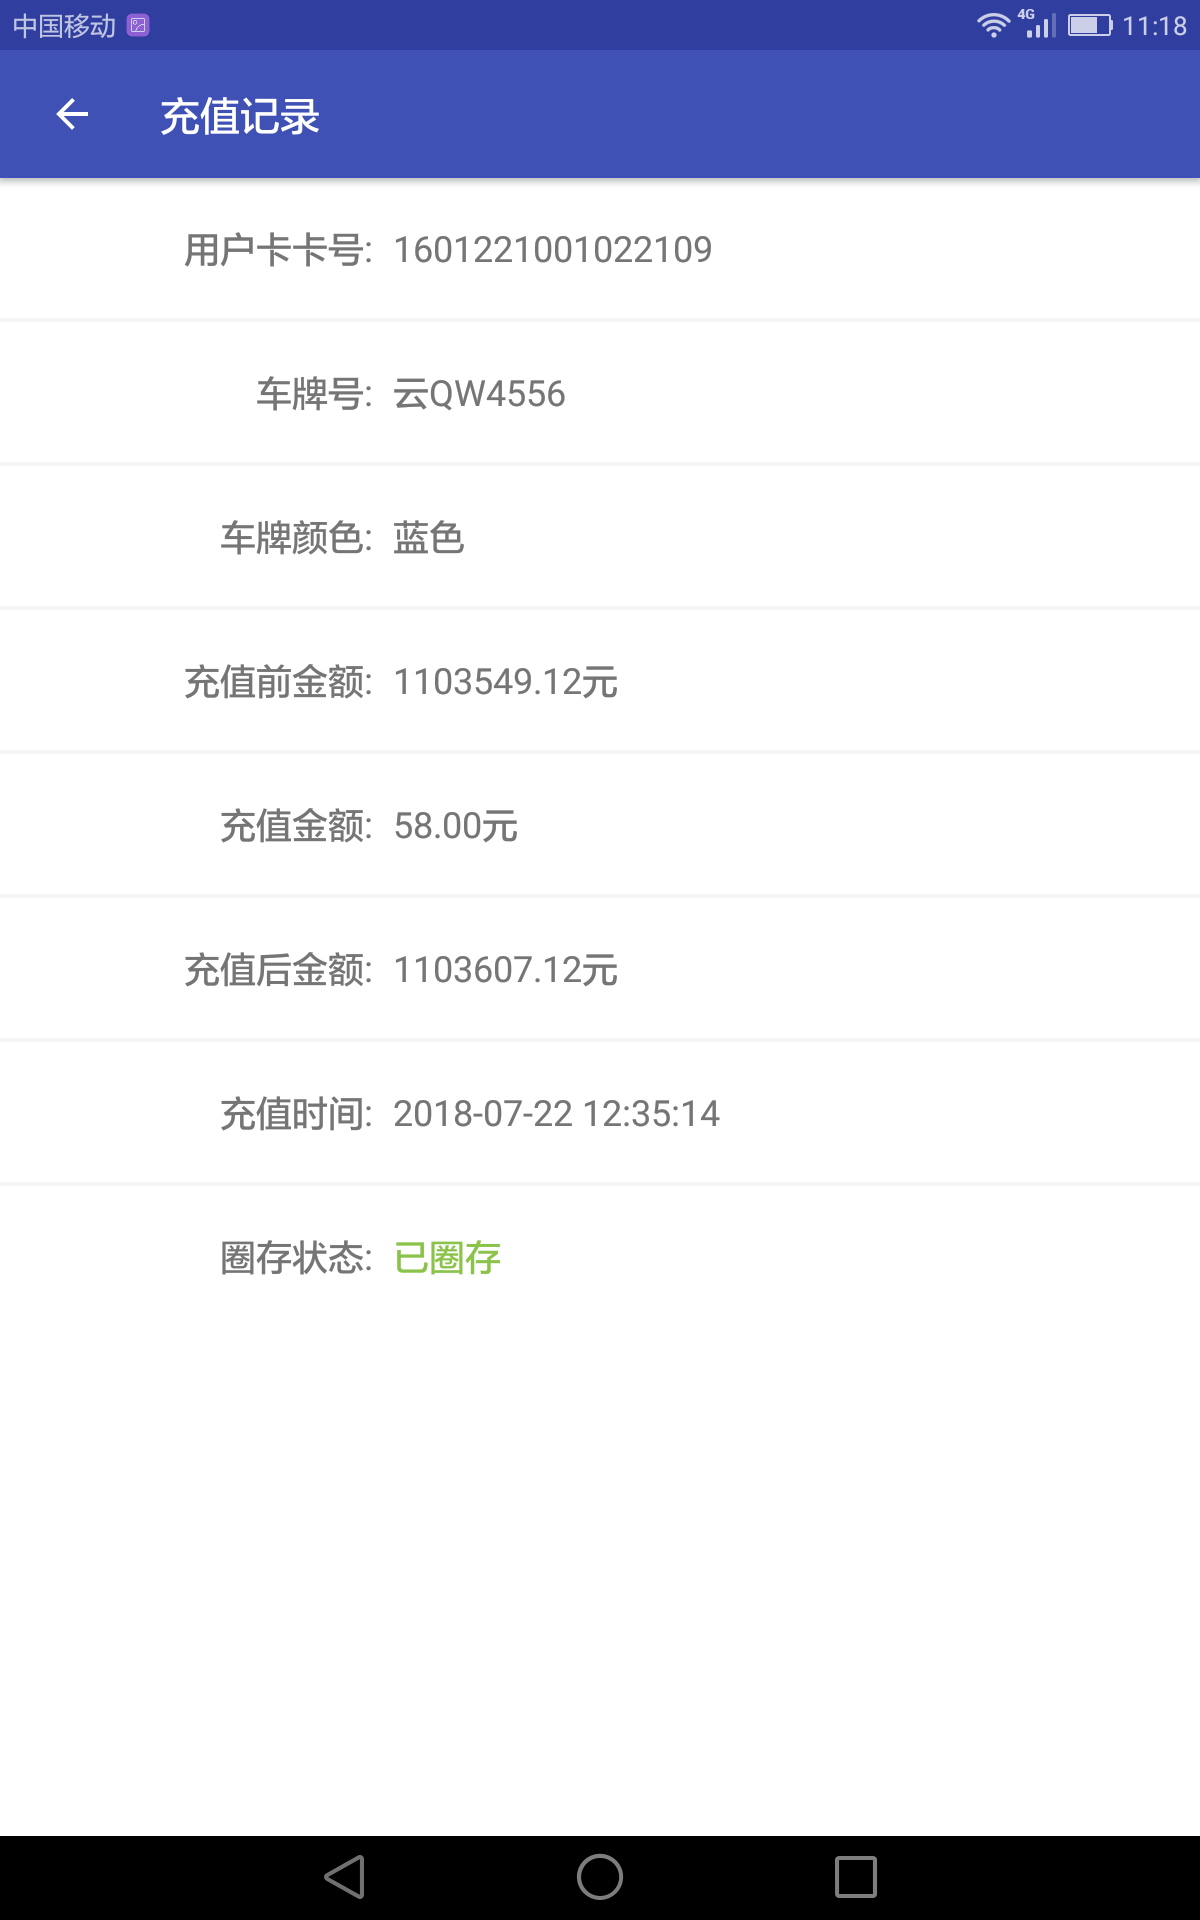 中国移动 4G 11:18
充值记录
用户卡卡号: 1601221001022109
车牌号: 云QW4556
车牌颜色: 蓝色
充值前金额: 1103549.12元
充值金额: 58.00元
充值后金额: 1103607.12元
充值时间: 2018-07-22 12:35:14
圈存状态: 已圈存